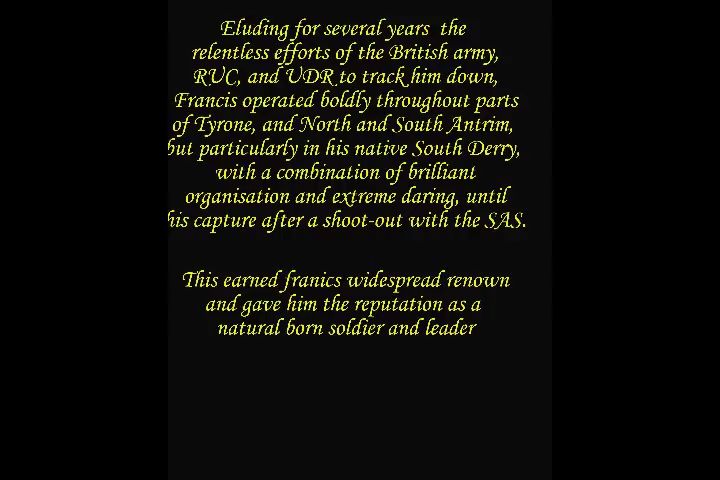 Eluding for several years the
relentless efforts of the British army,
RUC, and UDR to track him down,
Francis operated boldly throughout parts
of Tyrone, and North and South Antrim,
but particularly in his native South Derry,
with a combination of brilliant
organisation and extreme daring, until
his capture after a shoot-out with the SAS.
This earned franics widespread renown
and gave him the reputation as a
natural born soldier and leader